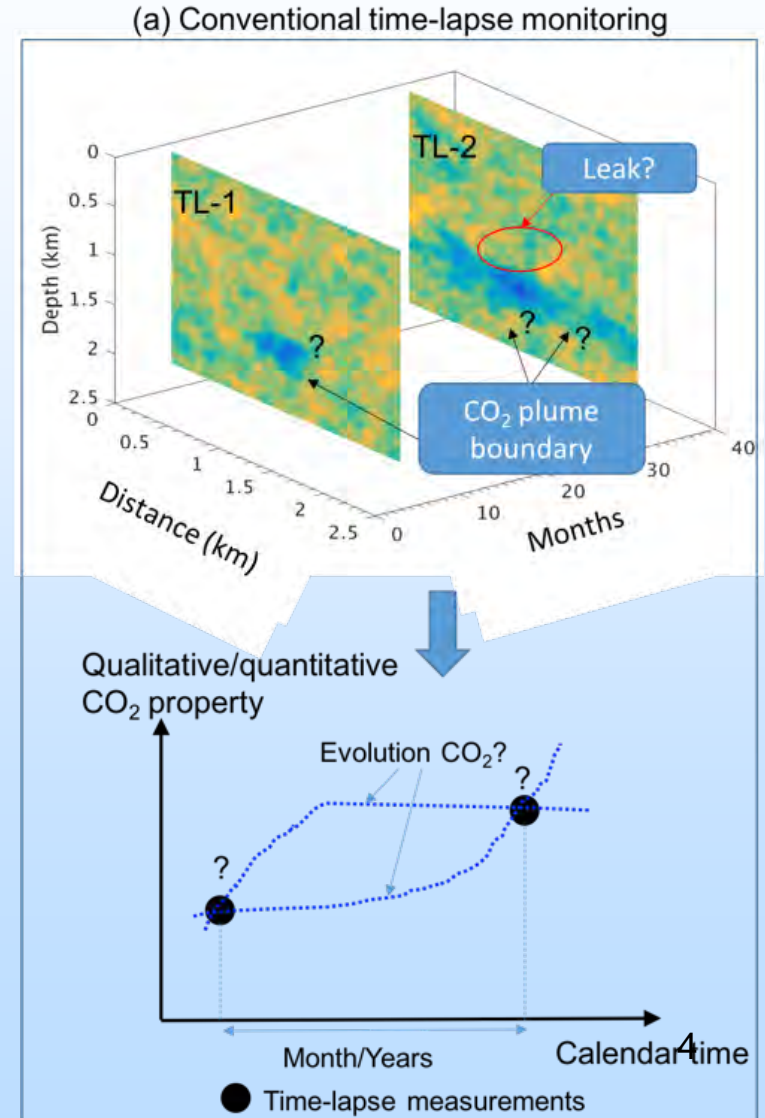 (a) Conventional time-lapse monitoring
TL-2
Leak?
TL-1
0
0.5
1
1.5
2
2.5
Depth (km)
?
?
?
CO₂ plume
boundary
0
0.5
1
1.5
2
2.5
Distance (km)
0
10
20
30
40
Months
Qualitative/quantitative
CO₂ property
Evolution CO₂?
?
?
Month/Years
Calendar time
4
Time-lapse measurements